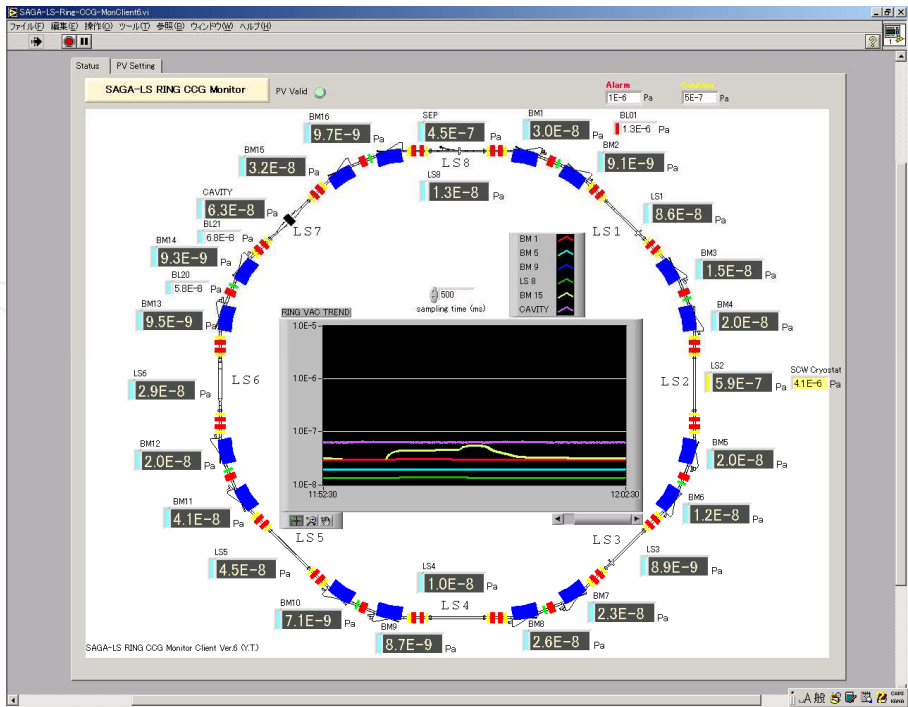 SAGA-LS-Ring-CCG-MonClient6.vi
ファイル(F) 編集(E) 操作(O) ツール(T) 参照(B) ウィンドウ(W) ヘルプ(H)
Status PV Setting
SAGA-LS RING CCG Monitor PV Valid
Alarm Caution
1E-6 Pa 5E-7 Pa
BM16 9.7E-9 Pa
SEP 4.5E-7 Pa
BM1 3.0E-8 Pa
BL01 1.3E-6 Pa
BM15 3.2E-8 Pa
LS8
BM2 9.1E-9 Pa
LS8 1.3E-8 Pa
CAVITY 6.3E-8 Pa
LS1 8.6E-8 Pa
BL21 6.8E-8 Pa
LS7
LS1
BM14 9.3E-9 Pa
BM3 1.5E-8 Pa
BL20 5.8E-8 Pa
BM13 9.5E-9 Pa
BM4 2.0E-8 Pa
BM 1
BM 5
BM 9
LS 8
BM 15
CAVITY
500
sampling time (ms)
RING VAC TREND
1.0E-5
1.0E-6
1.0E-7
1.0E-8
11:52:30 12:02:30
LS6 2.9E-8 Pa
LS6
LS2
LS2 5.9E-7 Pa
SCW Cryostat 4.1E-6 Pa
BM12 2.0E-8 Pa
BM5 2.0E-8 Pa
BM11 4.1E-8 Pa
BM6 1.2E-8 Pa
LS5
LS3
LS5 4.5E-8 Pa
LS4 1.0E-8 Pa
LS3 8.9E-9 Pa
LS4
BM10 7.1E-9 Pa
BM7 2.3E-8 Pa
BM9 8.7E-9 Pa
BM8 2.6E-8 Pa
SAGA-LS RING CCG Monitor Client Ver.6 (Y.T)
A 般 CAPS
KANA